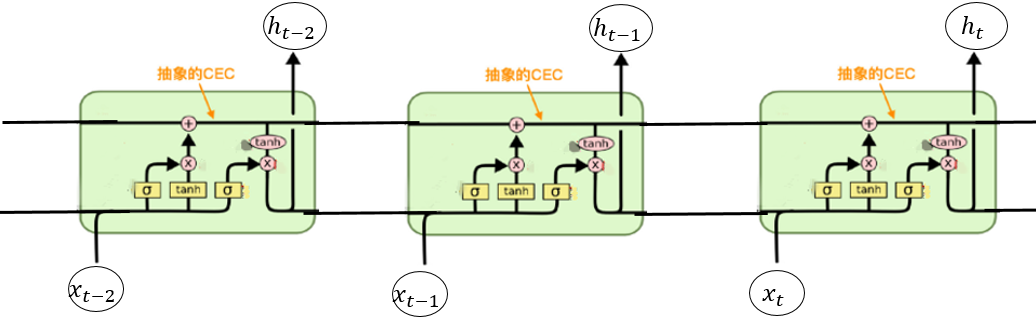 h_{t-2} h_{t-1} h_t
抽象的CEC 抽象的CEC 抽象的CEC
+ + +
tanh tanh tanh
x x x x x x
σ tanh σ σ tanh σ σ tanh σ
x_{t-2} x_{t-1} x_t